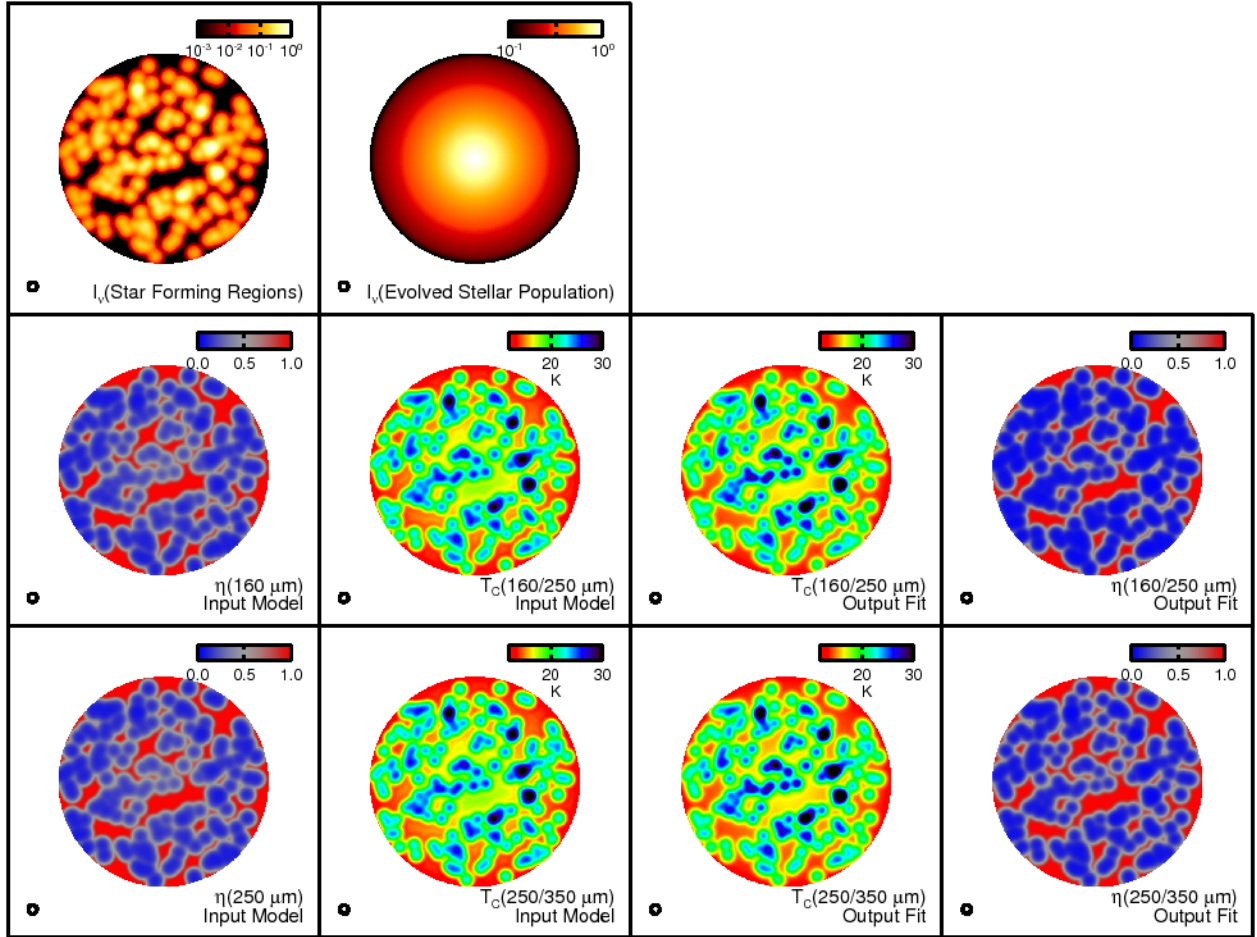 10⁻³ 10⁻² 10⁻¹ 10⁰
I_ν(Star Forming Regions)
10⁻¹ 10⁰
I_ν(Evolved Stellar Population)
0.0 0.5 1.0
η(160 μm)
Input Model
20 30
K
T_C(160/250 μm)
Input Model
20 30
K
T_C(160/250 μm)
Output Fit
0.0 0.5 1.0
η(160/250 μm)
Output Fit
0.0 0.5 1.0
η(250 μm)
Input Model
20 30
K
T_C(250/350 μm)
Input Model
20 30
K
T_C(250/350 μm)
Output Fit
0.0 0.5 1.0
η(250/350 μm)
Output Fit